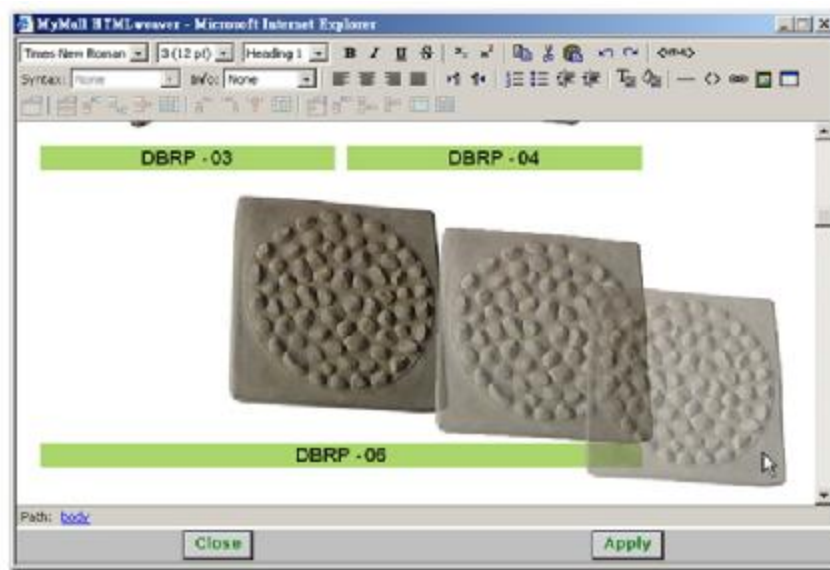 MyMall HTMLweaver - Microsoft Internet Explorer
Times New Roman 3 (12 pt) Heading 1 B I U S <HTML>
Syntax: None Info: None
DBRP - 03 DBRP - 04
DBRP - 06
Path: body
Close Apply